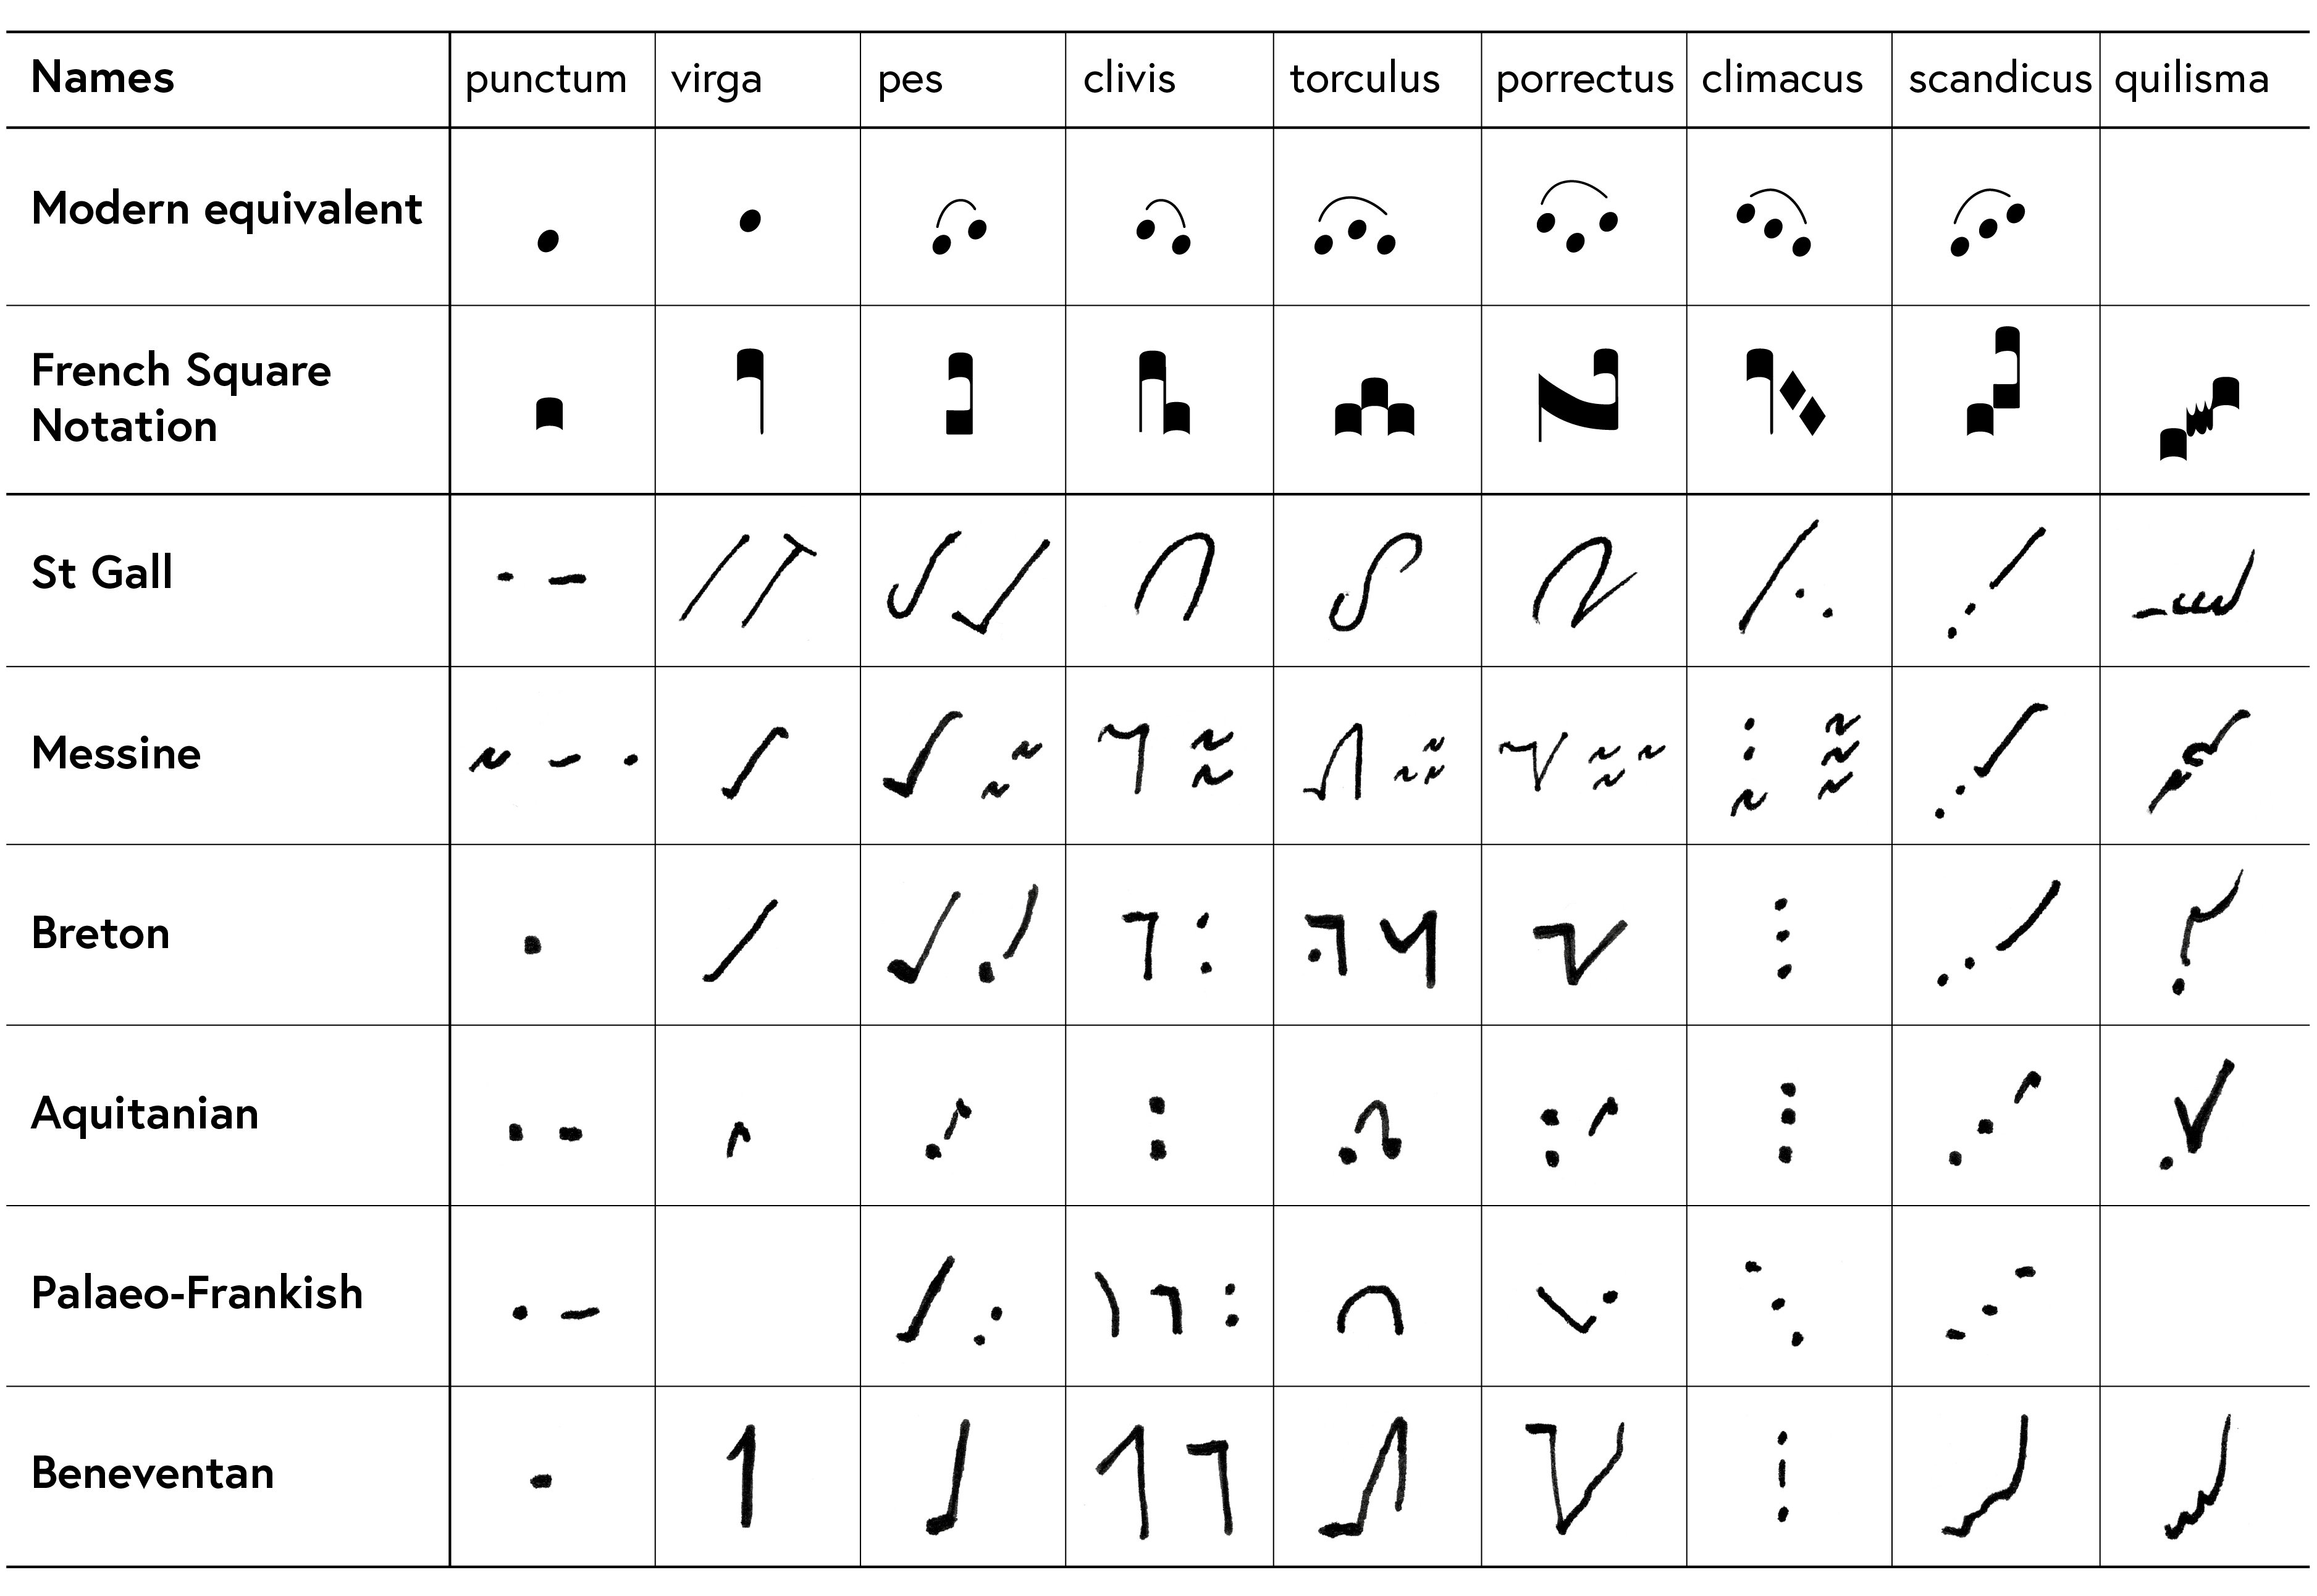 Names punctum virga pes clivis torculus porrectus climacus scandicus quilisma
Modern equivalent
French Square
Notation
St Gall
Messine
Breton
Aquitanian
Palaeo-Frankish
Beneventan